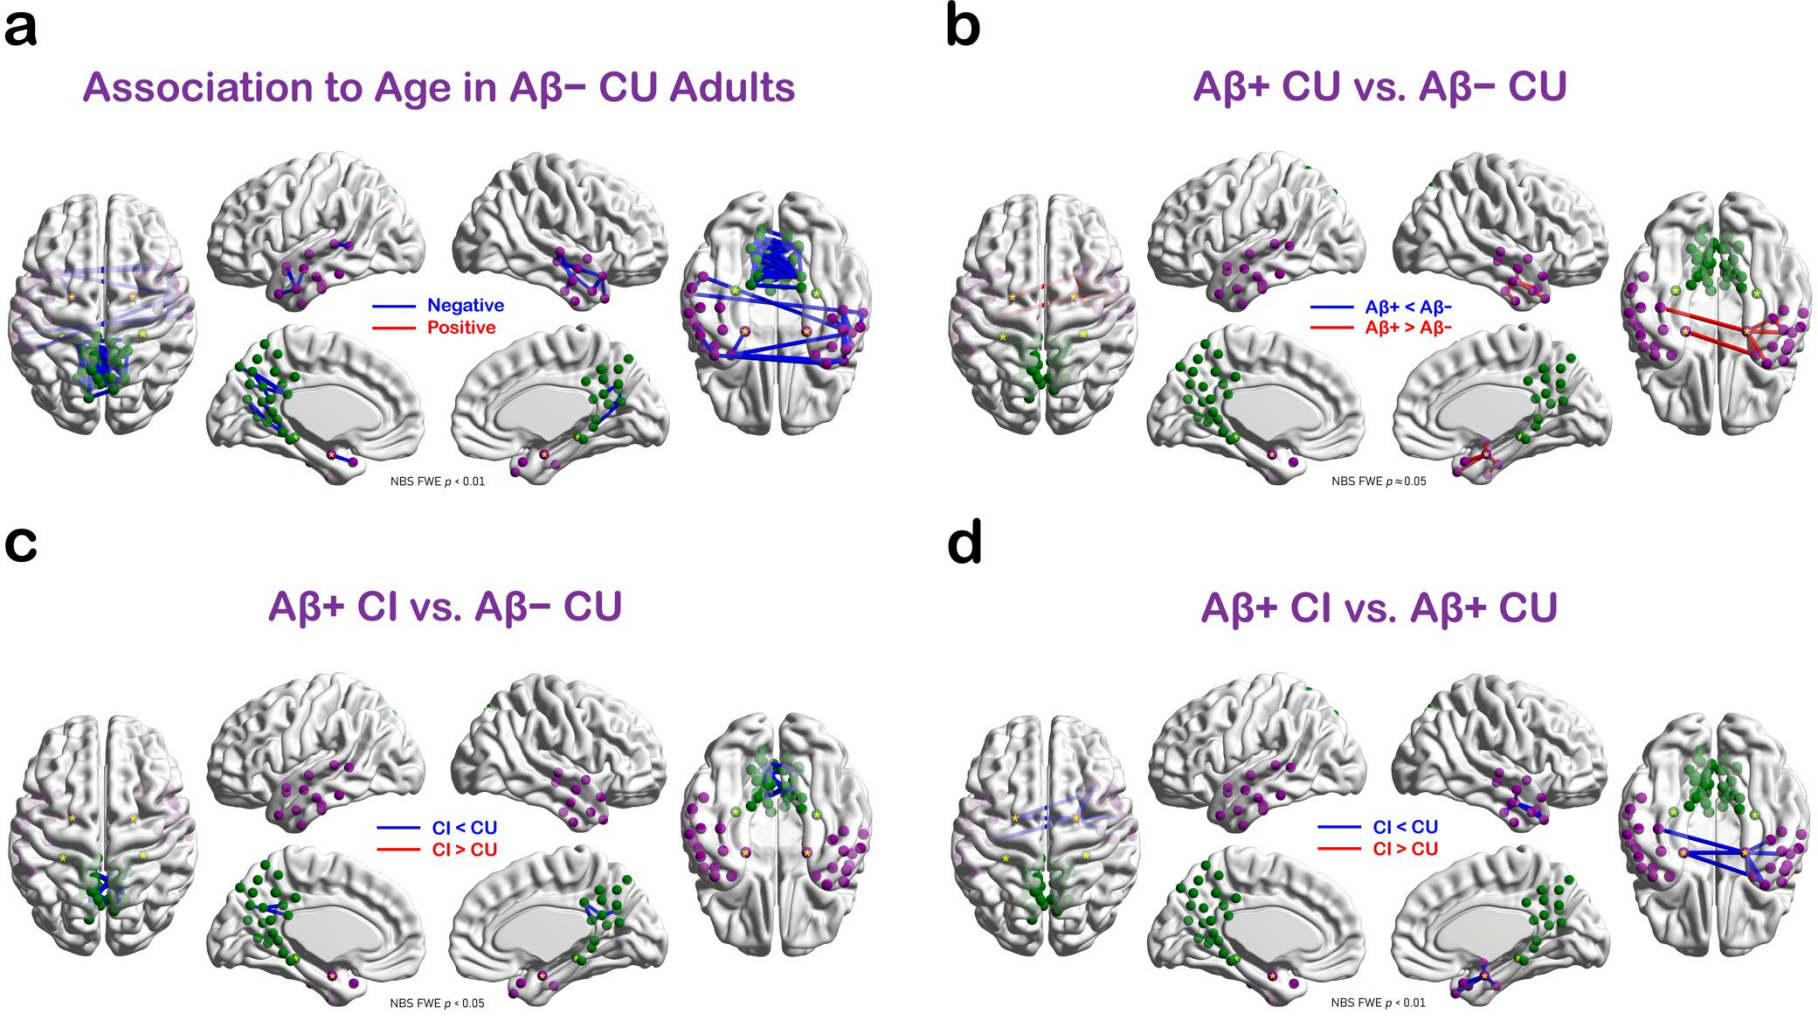 a
Association to Age in Aβ− CU Adults
Negative
Positive
NBS FWE p < 0.01
b
Aβ+ CU vs. Aβ− CU
Aβ+ < Aβ−
Aβ+ > Aβ−
NBS FWE p ≈ 0.05
c
Aβ+ CI vs. Aβ− CU
CI < CU
CI > CU
NBS FWE p < 0.05
d
Aβ+ CI vs. Aβ+ CU
CI < CU
CI > CU
NBS FWE p < 0.01